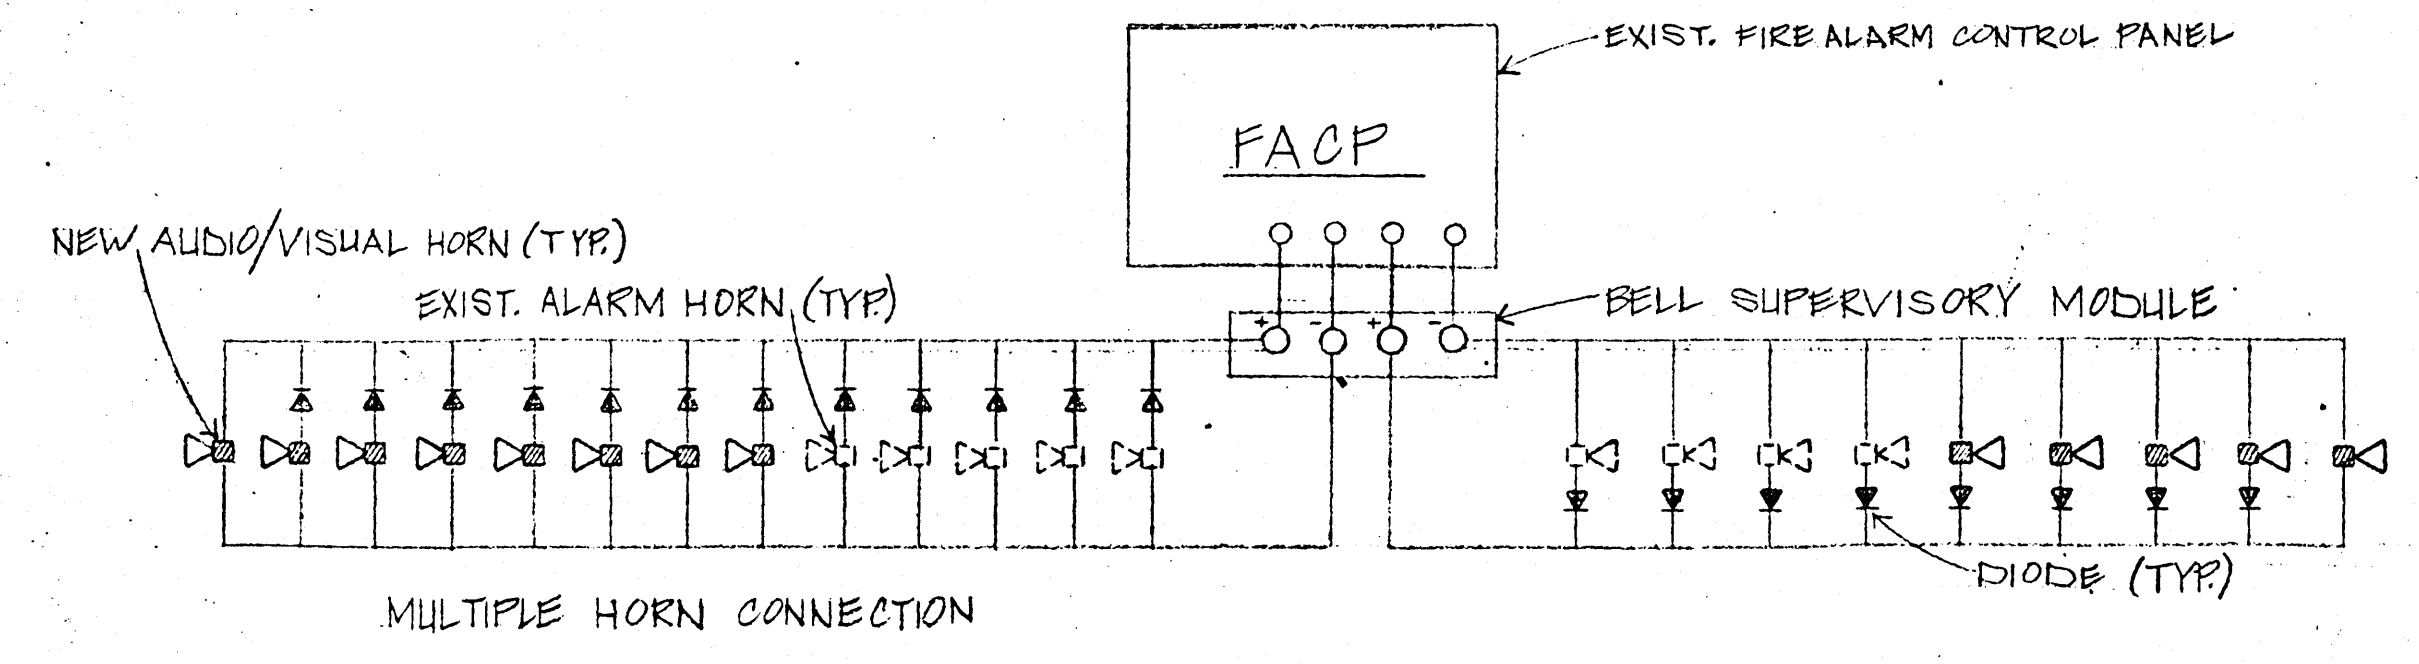 EXIST. FIRE ALARM CONTROL PANEL
FACP
NEW AUDIO/VISUAL HORN (TYP.)
EXIST. ALARM HORN (TYP.)
BELL SUPERVISORY MODULE
+ - + -
DIODE (TYP.)
MULTIPLE HORN CONNECTION